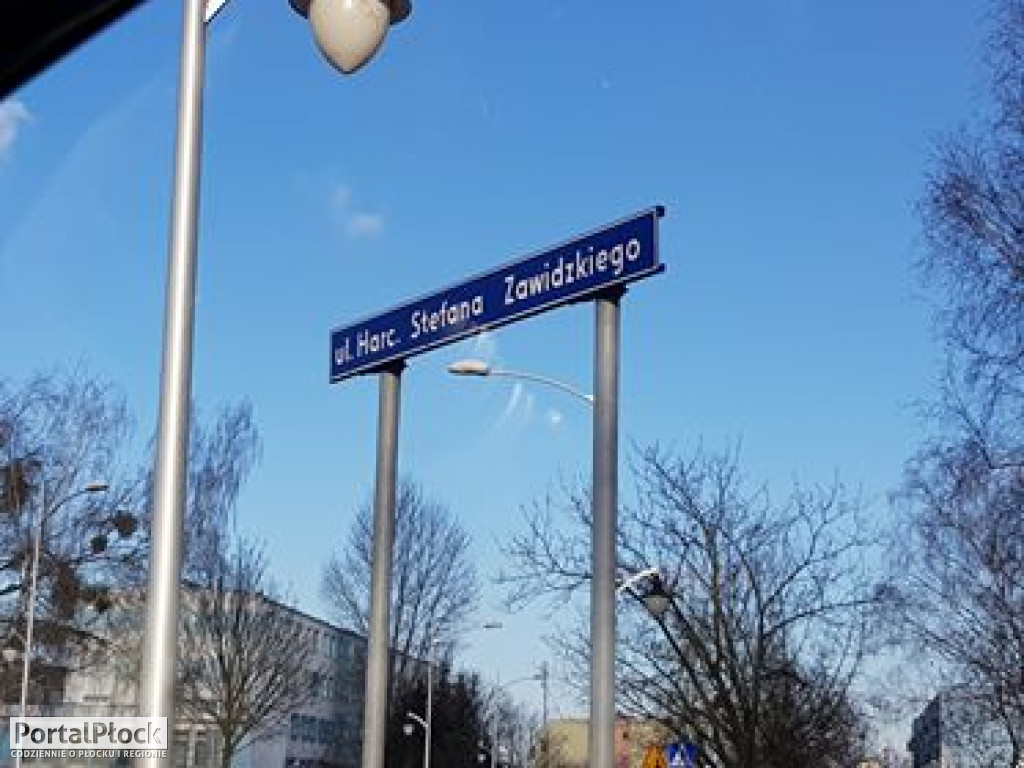 ul. Harc. Stefana Zawidzkiego
PortalPłock
CODZIENNIE O PŁOCKU I REGIONIE